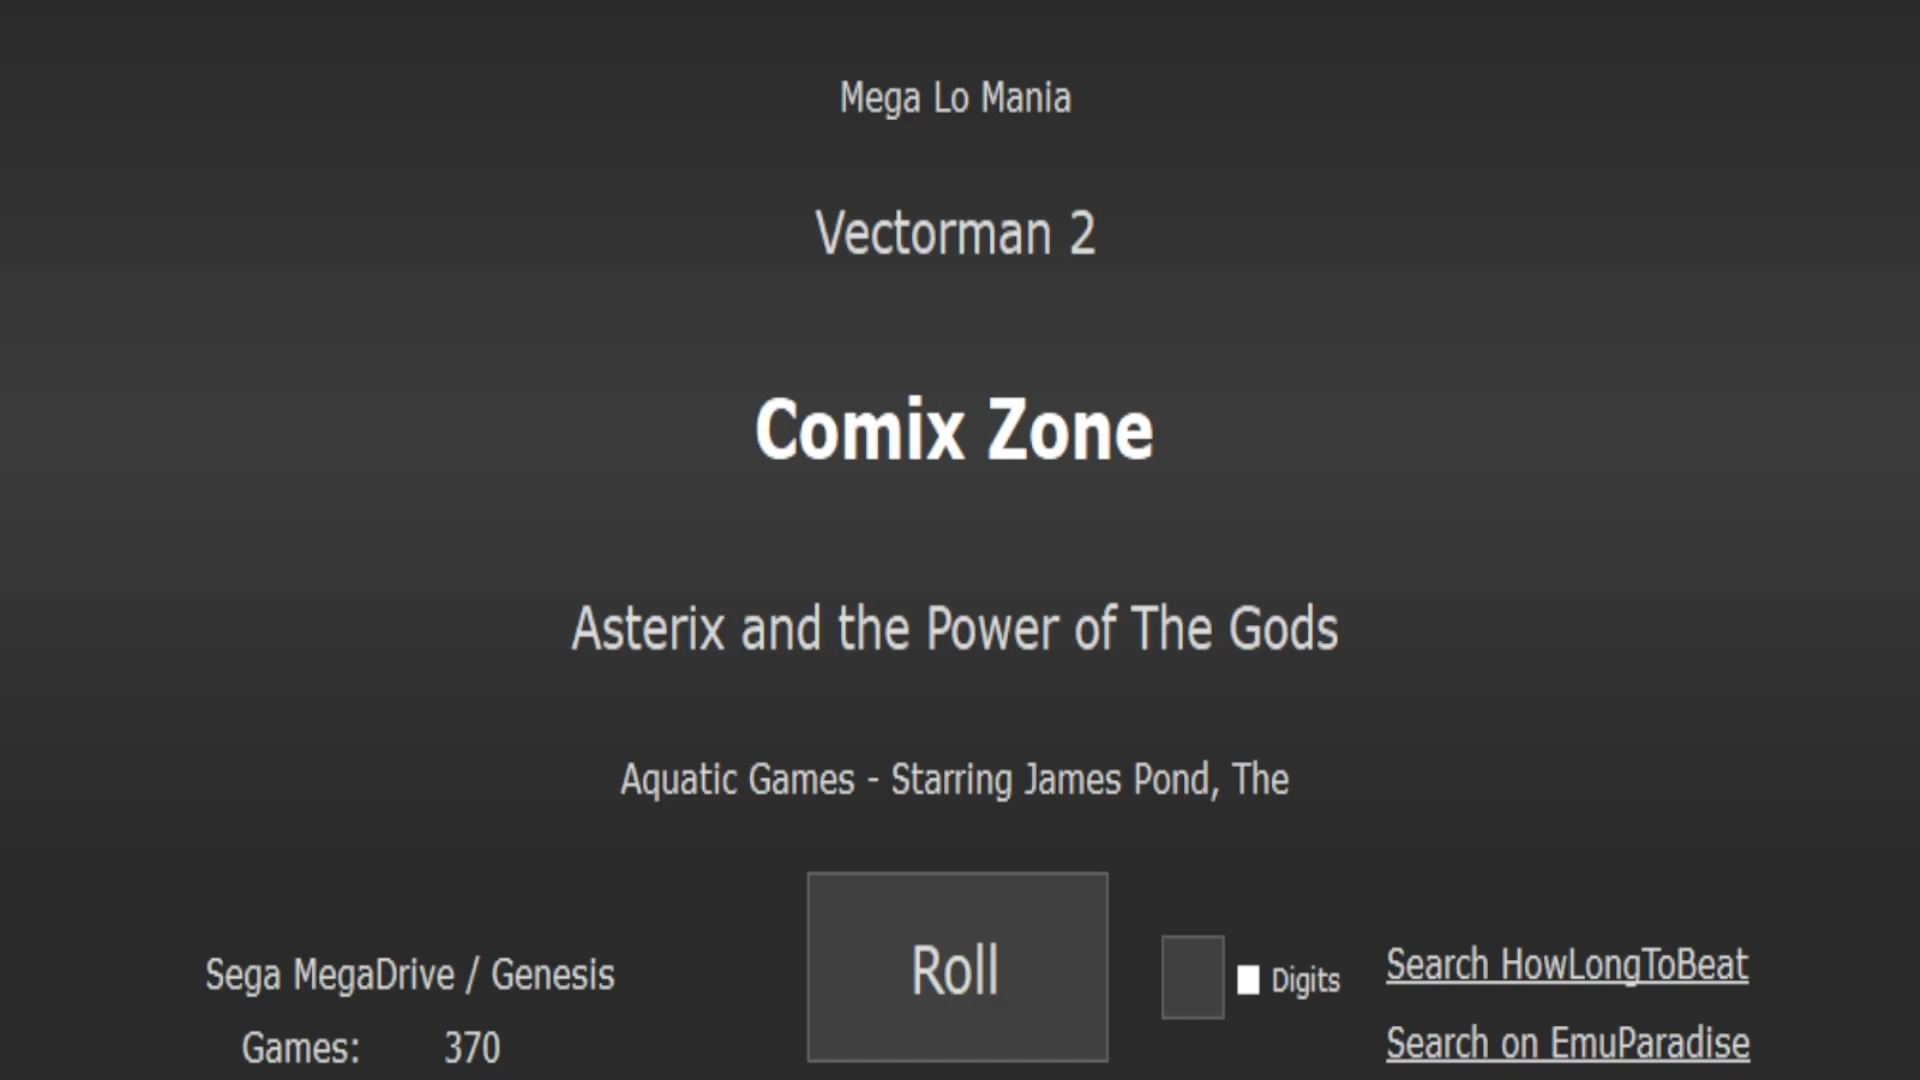 Mega Lo Mania
Vectorman 2
Comix Zone
Asterix and the Power of The Gods
Aquatic Games - Starring James Pond, The
Sega MegaDrive / Genesis
Games: 370
Roll
Digits
Search HowLongToBeat
Search on EmuParadise